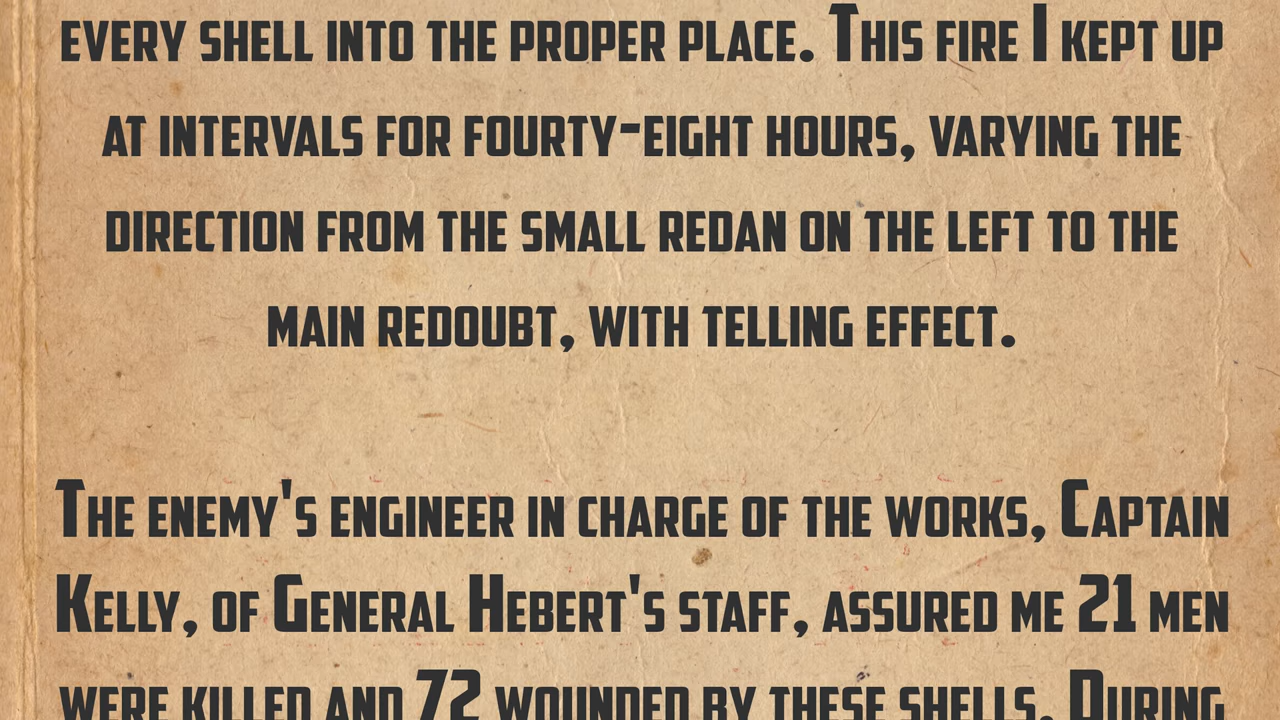 every shell into the proper place. This fire I kept up
at intervals for fourty-eight hours, varying the
direction from the small redan on the left to the
main redoubt, with telling effect.
The enemy's engineer in charge of the works, Captain
Kelly, of General Hebert's staff, assured me 21 men
were killed and 72 wounded by these shells. During